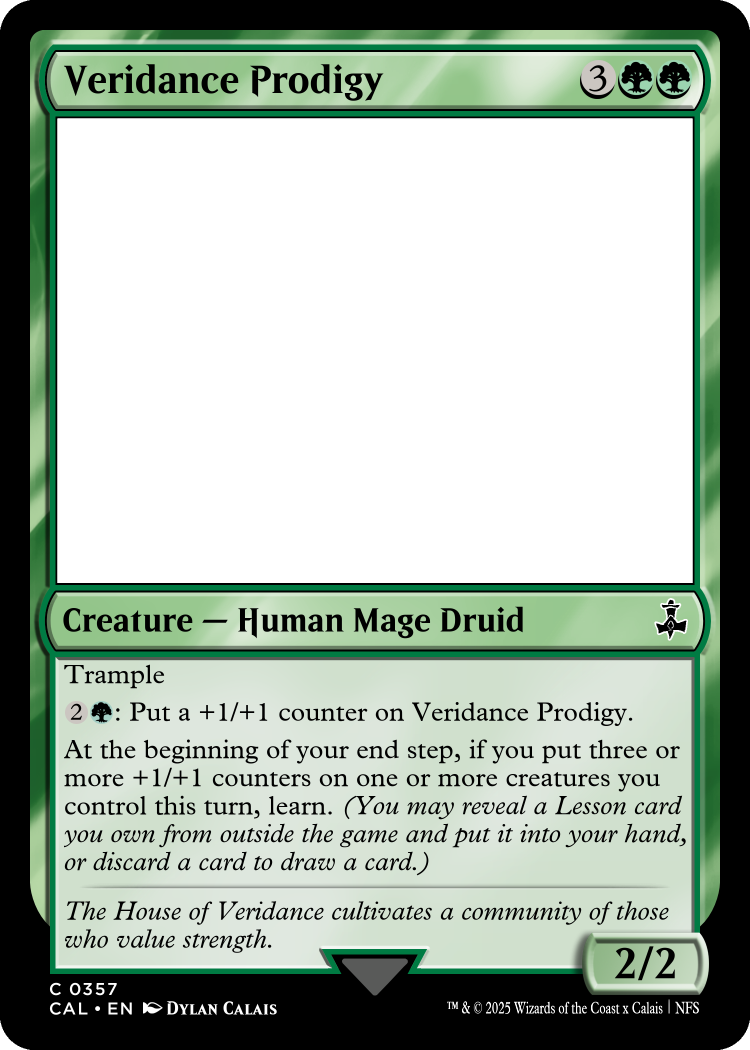 Veridance Prodigy 3
Creature — Human Mage Druid
Trample
2 : Put a +1/+1 counter on Veridance Prodigy.
At the beginning of your end step, if you put three or
more +1/+1 counters on one or more creatures you
control this turn, learn. (You may reveal a Lesson card
you own from outside the game and put it into your hand,
or discard a card to draw a card.)
The House of Veridance cultivates a community of those
who value strength.
2/2
C 0357
CAL • EN DYLAN CALAIS
™ & © 2025 Wizards of the Coast x Calais | NFS